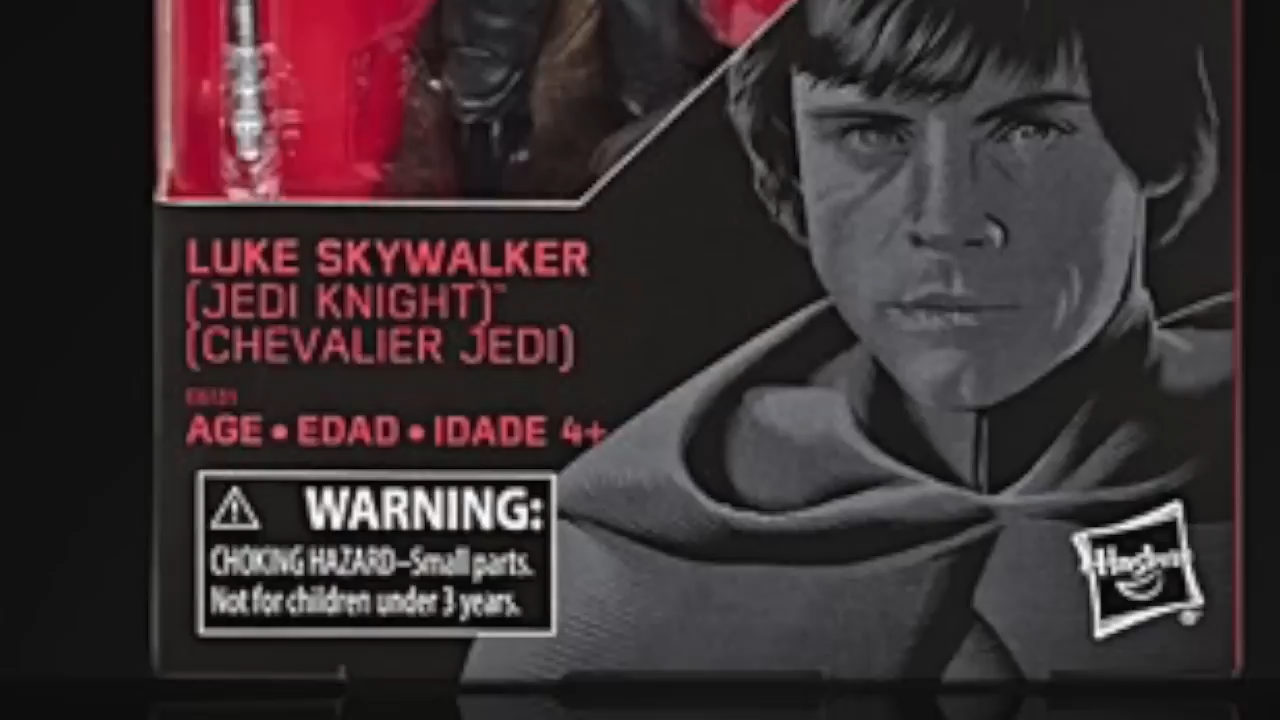 LUKE SKYWALKER
(JEDI KNIGHT)™
(CHEVALIER JEDI)
AGE • EDAD • IDADE 4+
WARNING:
CHOKING HAZARD–Small parts.
Not for children under 3 years.
Hasbro